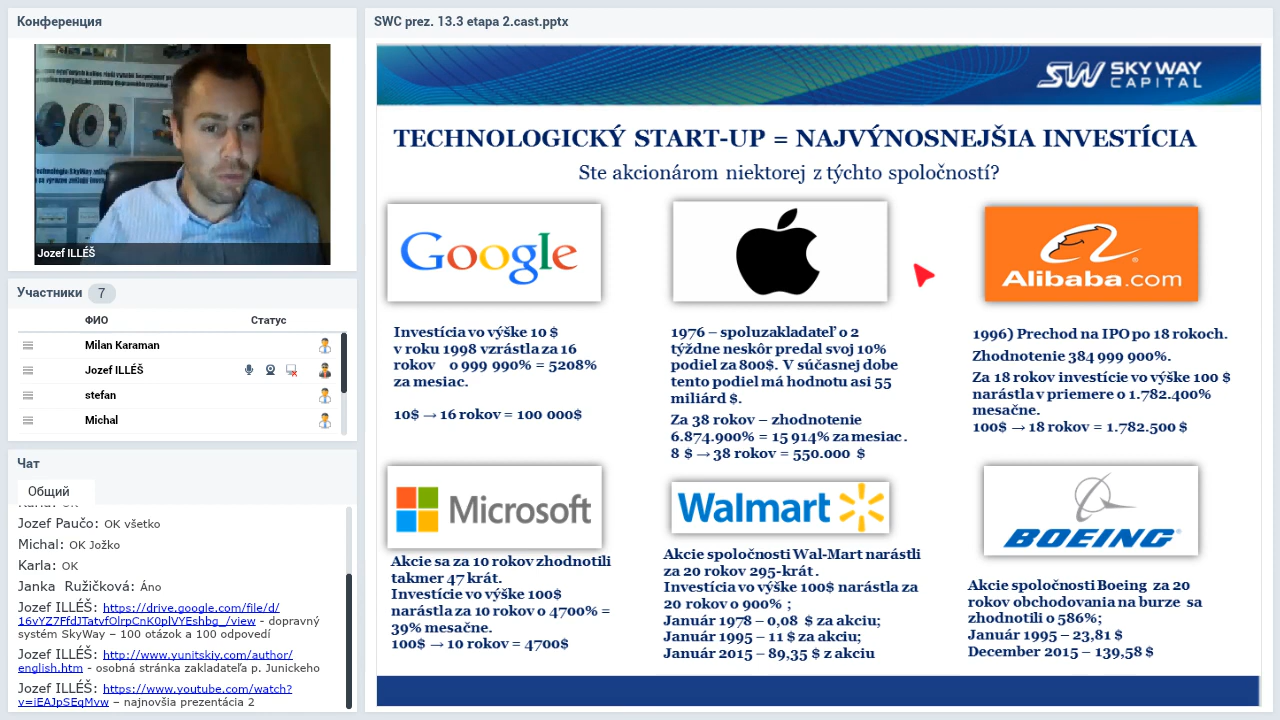 Конференция
Jozef ILLÉŠ
Участники 7
ФИО Статус
Milan Karaman
Jozef ILLÉŠ
stefan
Michal
Чат
Общий
Karla: OK
Jozef Paučo: OK všetko
Michal: OK Jožko
Karla: OK
Janka Ružičková: Áno
Jozef ILLÉŠ: https://drive.google.com/file/d/
- dopravný
systém SkyWay – 100 otázok a 100 odpovedí
Jozef ILLÉŠ: http://www.yunitskiy.com/author/
english.htm - osobná stránka zakladateľa p. Junického
Jozef ILLÉŠ: https://www.youtube.com/watch?
v=iEAJpSEqMvw – najnovšia prezentácia 2
SWC prez. 13.3 etapa 2.cast.pptx
SW SKY WAY
CAPITAL
TECHNOLOGICKÝ START-UP = NAJVÝNOSNEJŠIA INVESTÍCIA
Ste akcionárom niektorej z týchto spoločností?
Google
Investícia vo výške 10 $
v roku 1998 vzrástla za 16
rokov o 999 990% = 5208%
za mesiac.
10$ → 16 rokov = 100 000$
1976 – spoluzakladateľ o 2
týždne neskôr predal svoj 10%
podiel za 800$. V súčasnej dobe
tento podiel má hodnotu asi 55
miliárd $.
Za 38 rokov – zhodnotenie
6.874.900% = 15 914% za mesiac.
8 $ → 38 rokov = 550.000 $
Alibaba.com
1996) Prechod na IPO po 18 rokoch.
Zhodnotenie 384 999 900%.
Za 18 rokov investície vo výške 100 $
narástla v priemere o 1.782.400%
mesačne.
100$ → 18 rokov = 1.782.500 $
Microsoft
Akcie sa za 10 rokov zhodnotili
takmer 47 krát.
Investície vo výške 100$
narástla za 10 rokov o 4700% =
39% mesačne.
100$ → 10 rokov = 4700$
Walmart
Akcie spoločnosti Wal-Mart narástli
za 20 rokov 295-krát.
Investícia vo výške 100$ narástla za
20 rokov o 900% ;
Január 1978 – 0,08 $ za akciu;
Január 1995 – 11 $ za akciu;
Január 2015 – 89,35 $ z akciu
BOEING
Akcie spoločnosti Boeing za 20
rokov obchodovania na burze sa
zhodnotili o 586%;
Január 1995 – 23,81 $
December 2015 – 139,58 $